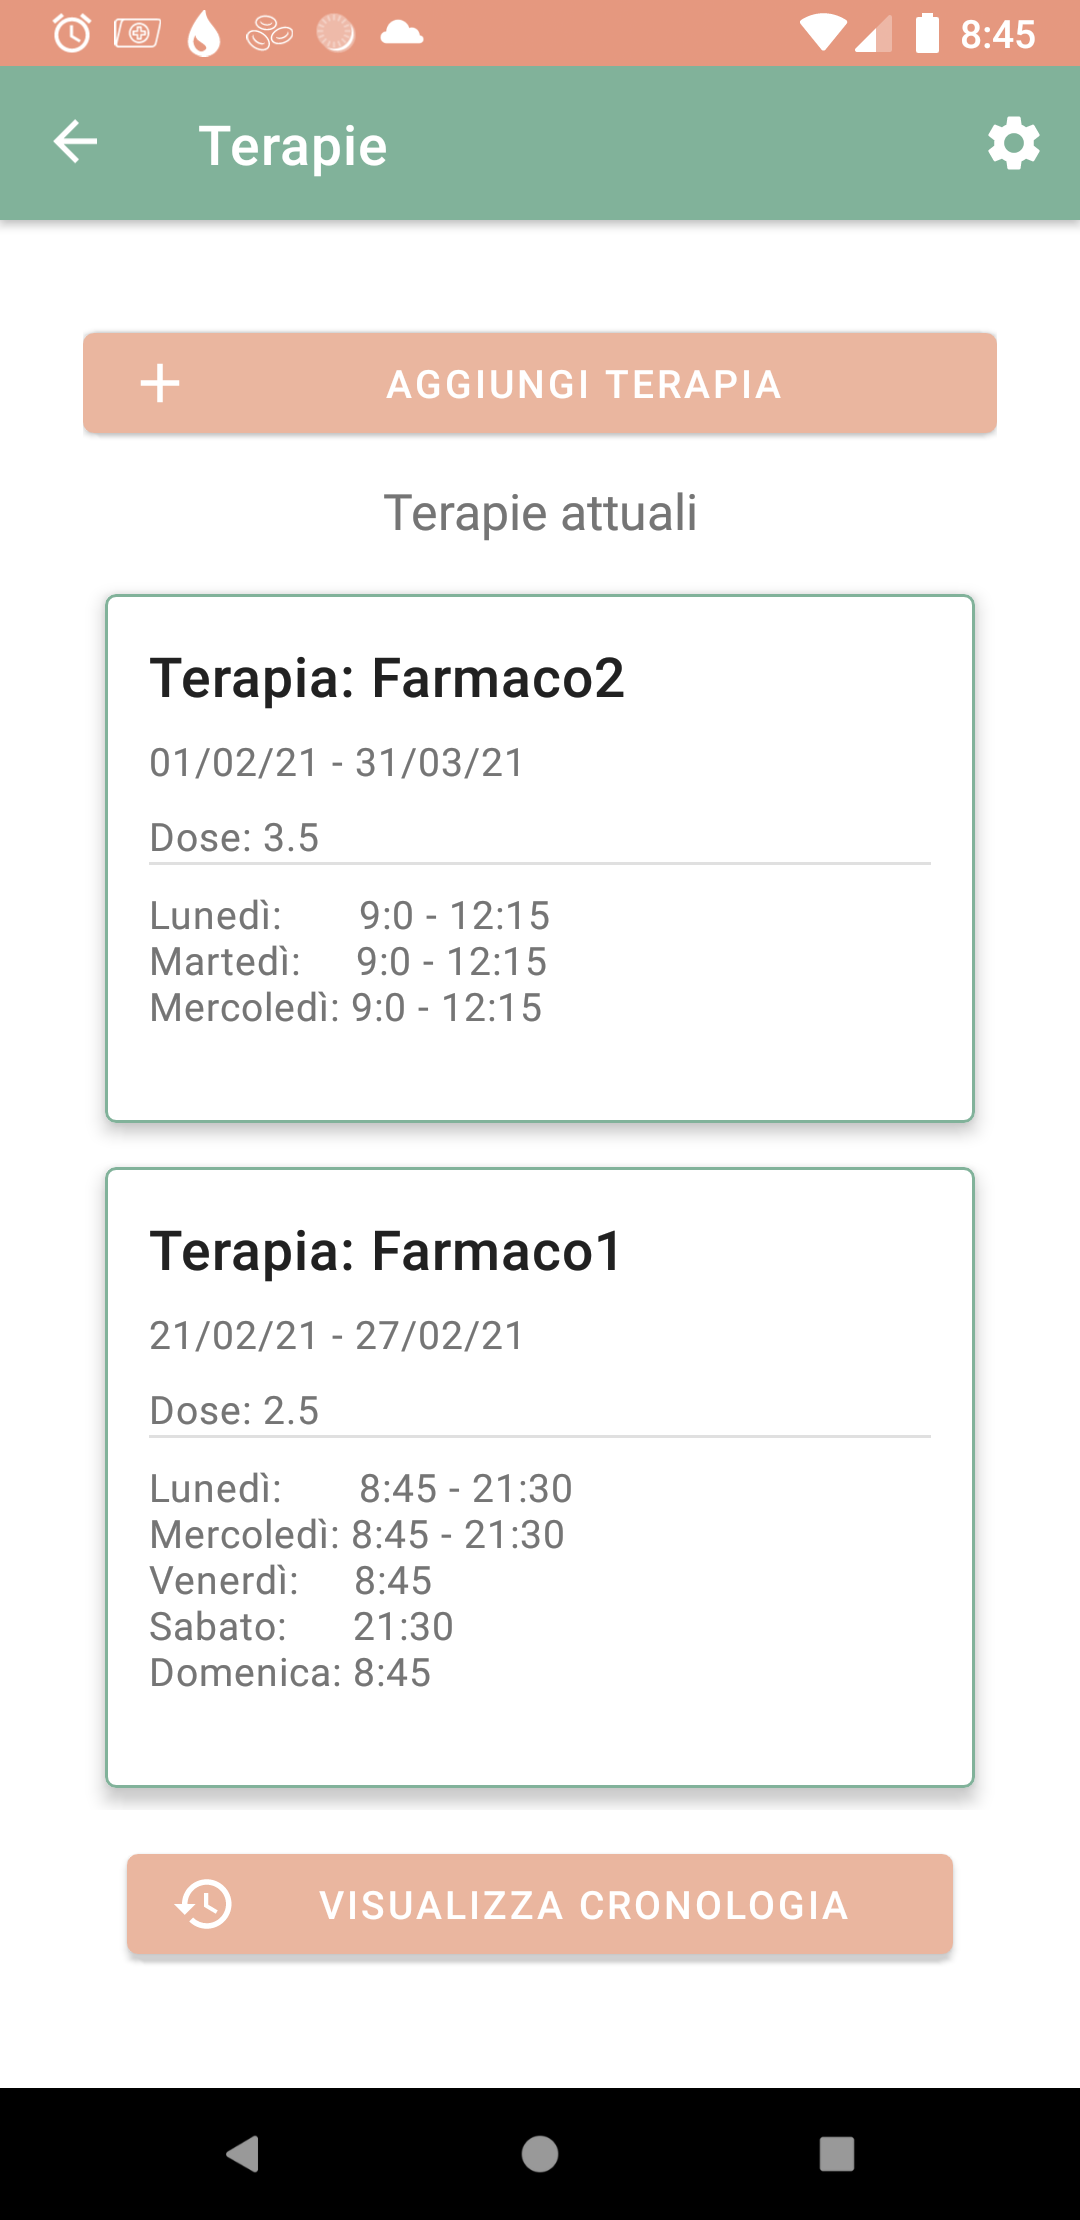 8:45
Terapie
AGGIUNGI TERAPIA
Terapie attuali
Terapia: Farmaco2
01/02/21 - 31/03/21
Dose: 3.5
Lunedì: 9:0 - 12:15
Martedì: 9:0 - 12:15
Mercoledì: 9:0 - 12:15
Terapia: Farmaco1
21/02/21 - 27/02/21
Dose: 2.5
Lunedì: 8:45 - 21:30
Mercoledì: 8:45 - 21:30
Venerdì: 8:45
Sabato: 21:30
Domenica: 8:45
VISUALIZZA CRONOLOGIA